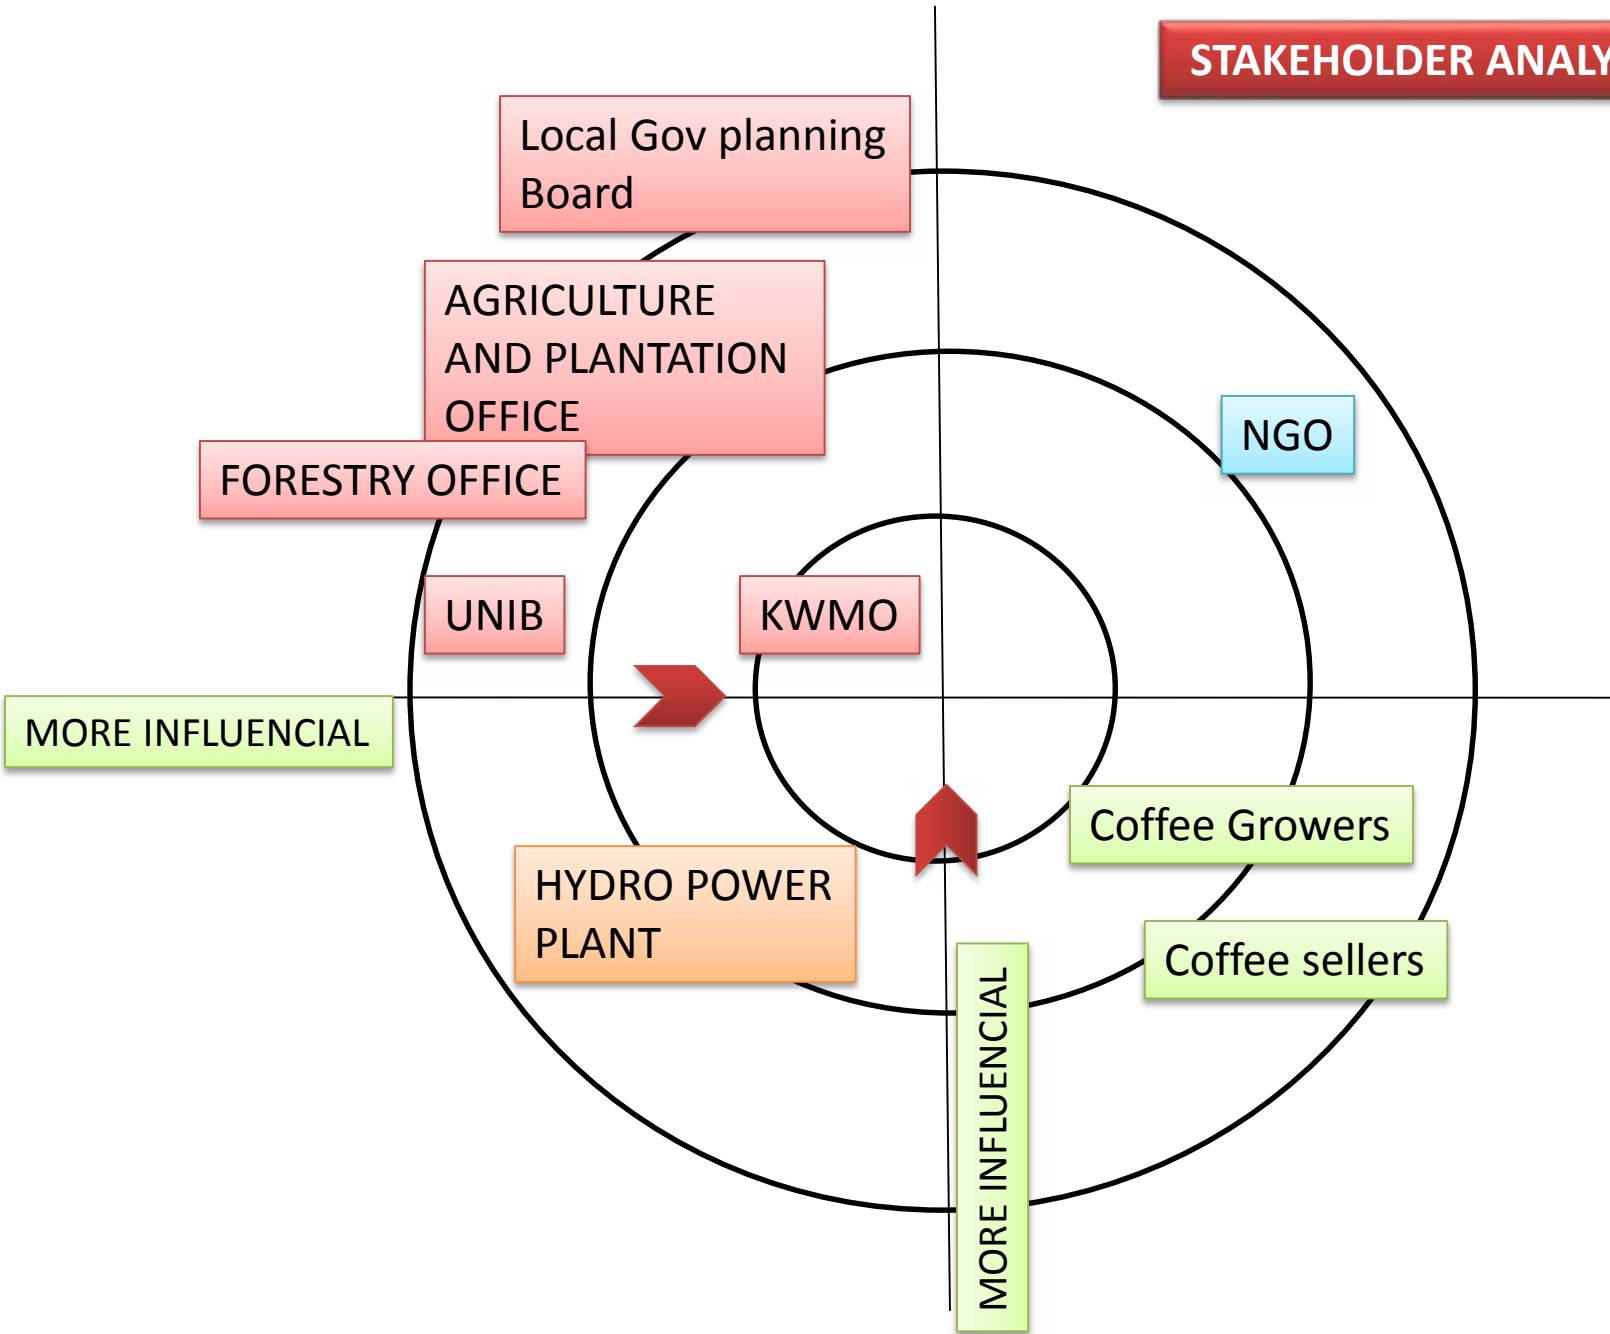 STAKEHOLDER ANALY
Local Gov planning
Board
AGRICULTURE
AND PLANTATION
OFFICE
NGO
FORESTRY OFFICE
UNIB
KWMO
MORE INFLUENCIAL
Coffee Growers
HYDRO POWER
PLANT
Coffee sellers
MORE INFLUENCIAL